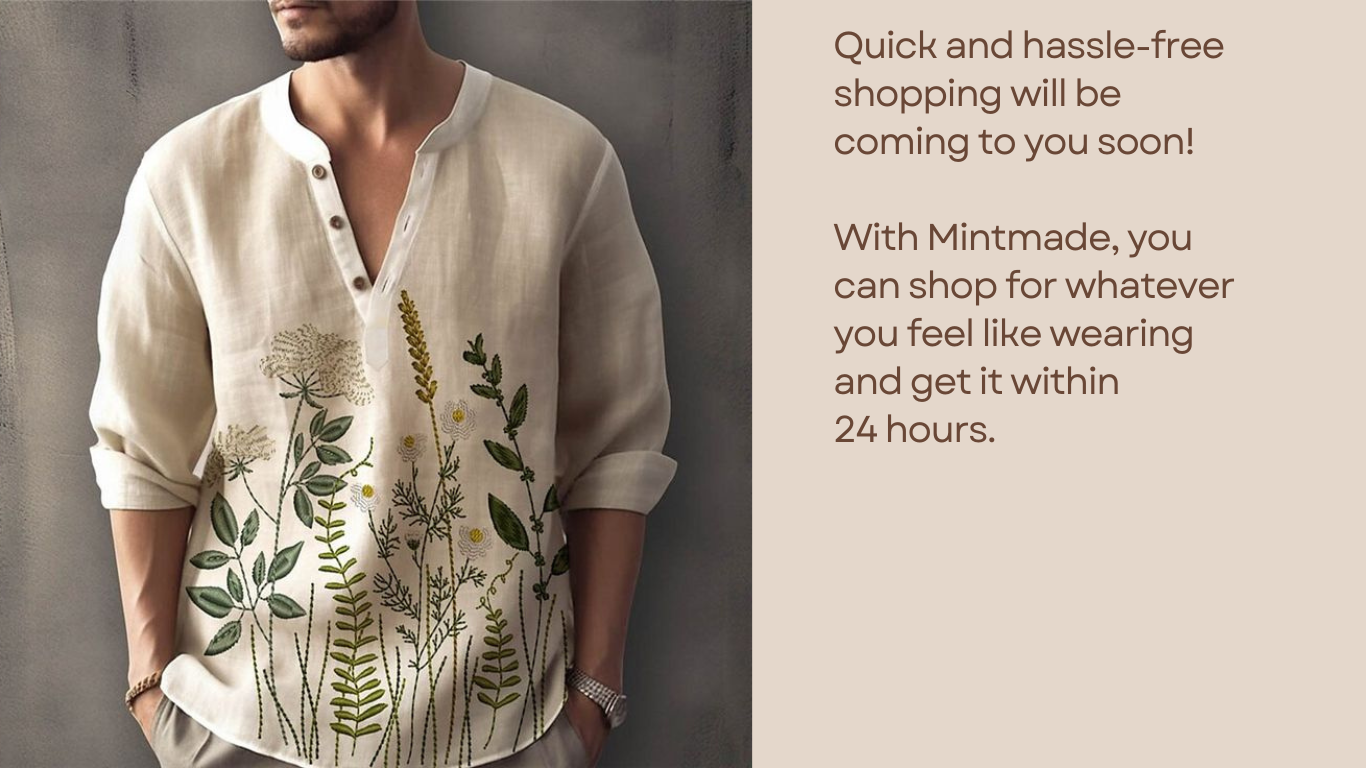 Quick and hassle-free
shopping will be
coming to you soon!
With Mintmade, you
can shop for whatever
you feel like wearing
and get it within
24 hours.